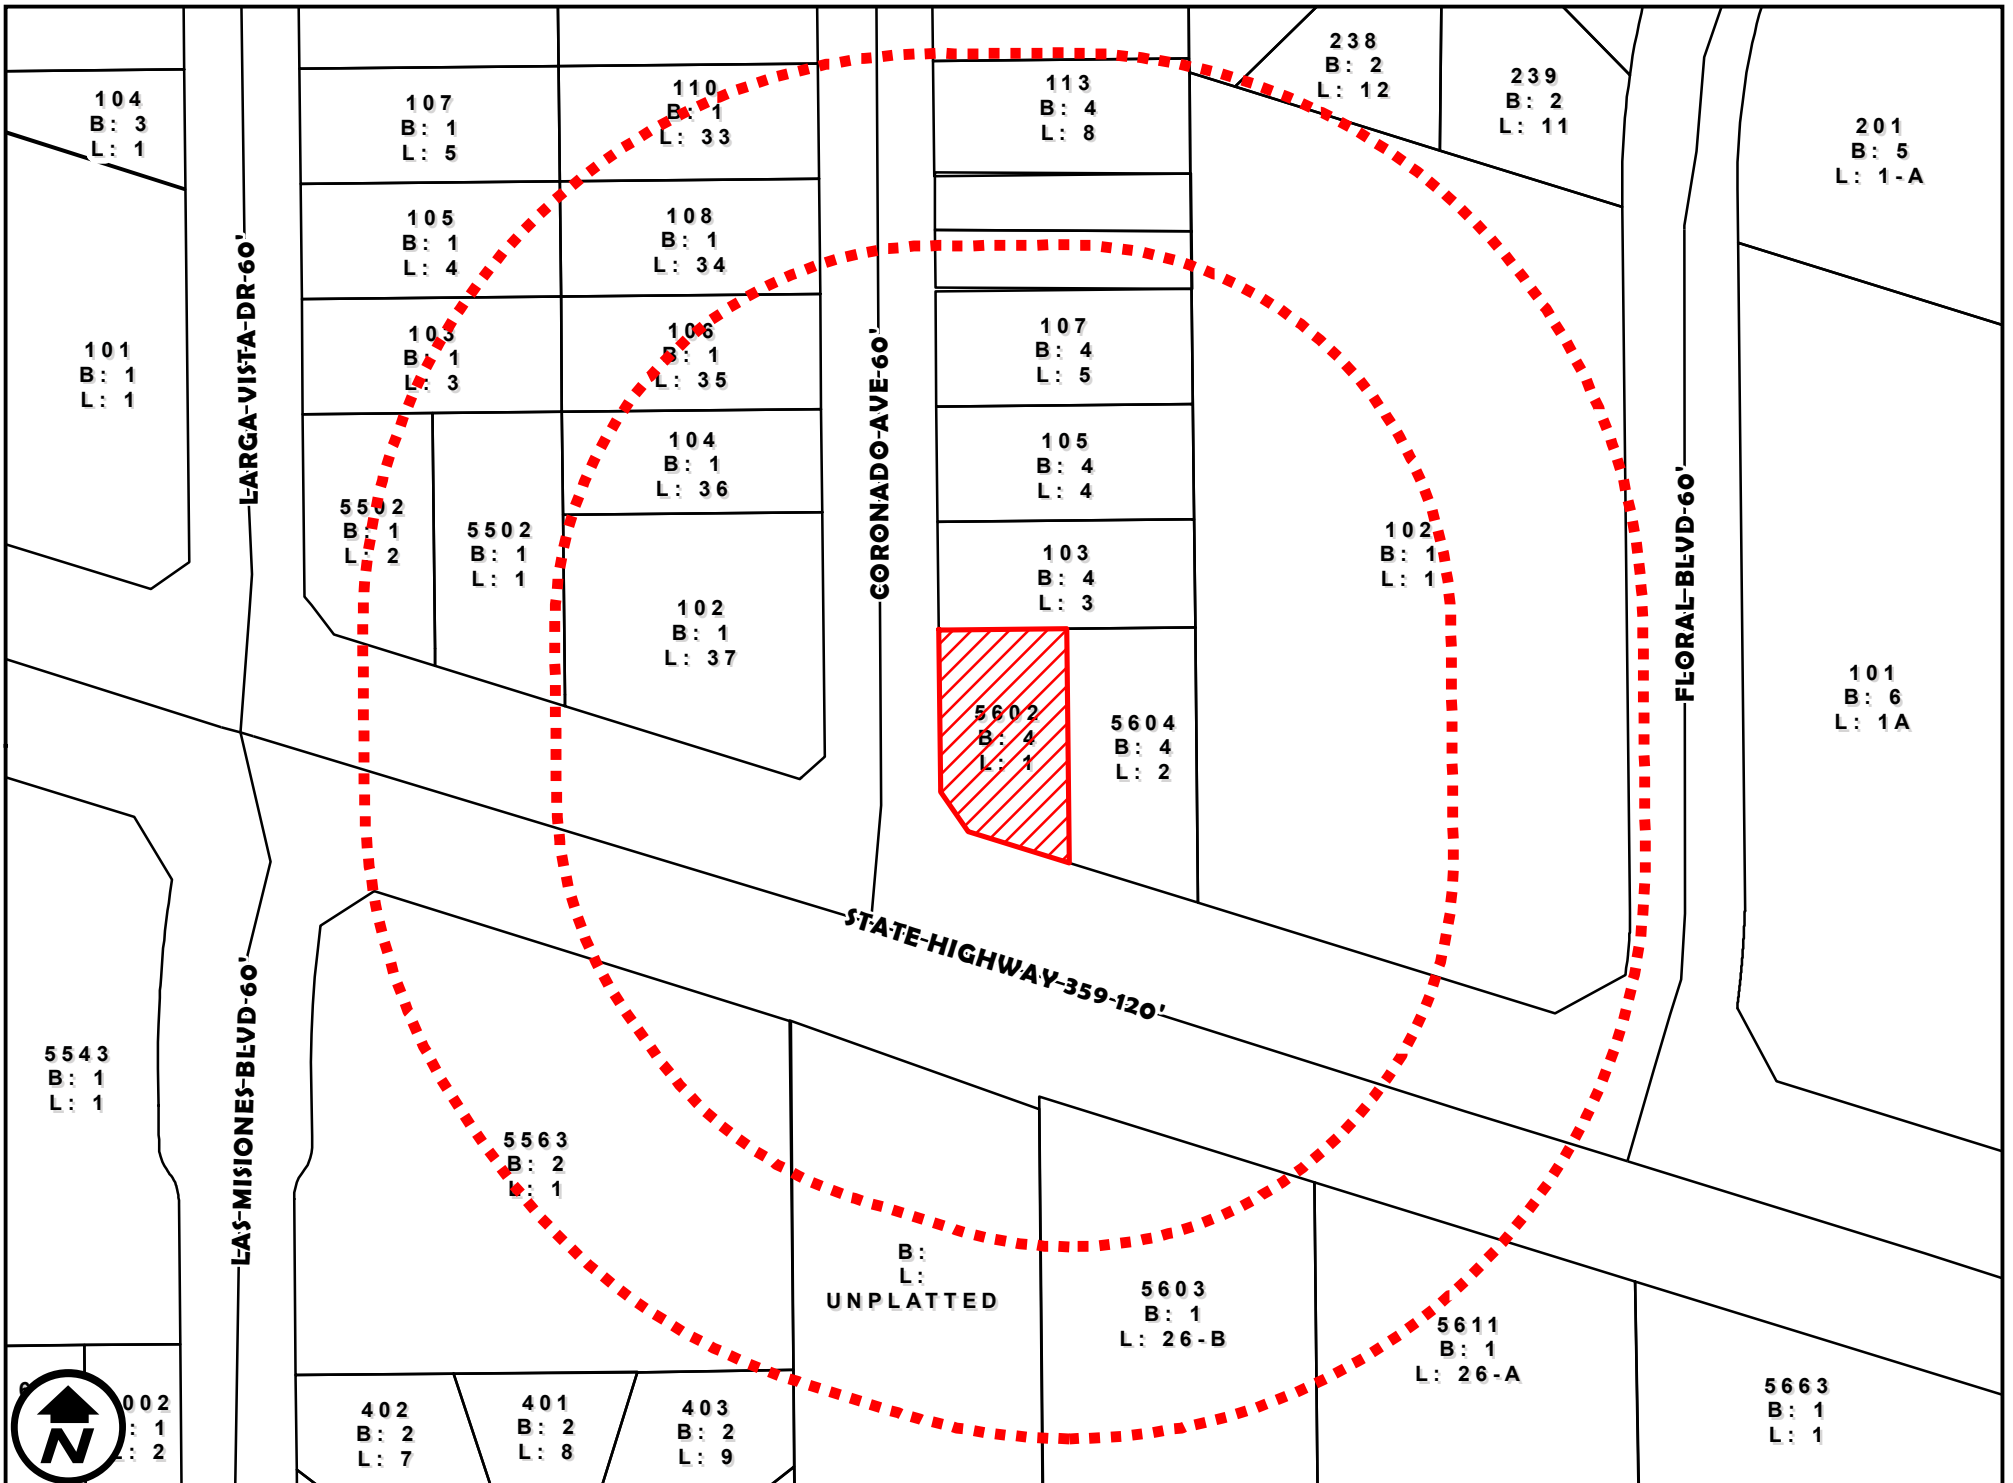 104
B: 3
L: 1
107
B: 1
L: 5
110
B: 1
L: 33
113
B: 4
L: 8
238
B: 2
L: 12
239
B: 2
L: 11
201
B: 5
L: 1-A
105
B: 1
L: 4
108
B: 1
L: 34
101
B: 1
L: 1
LARGA-VISTA-DR-60'
103
B: 1
L: 3
106
B: 1
L: 35
CORONADO-AVE-60'
107
B: 4
L: 5
104
B: 1
L: 36
105
B: 4
L: 4
5502
B: 1
L: 2
5502
B: 1
L: 1
103
B: 4
L: 3
102
B: 1
L: 1
FLORAL-BLVD-60'
102
B: 1
L: 37
5602
B: 4
L: 1
5604
B: 4
L: 2
101
B: 6
L: 1A
STATE-HIGHWAY-359-120'
5543
B: 1
L: 1
LAS-MISIONES-BLVD-60'
5563
B: 2
L: 1
B:
L:
UNPLATTED
5603
B: 1
L: 26-B
5611
B: 1
L: 26-A
5663
B: 1
L: 1
002
: 1
: 2
402
B: 2
L: 7
401
B: 2
L: 8
403
B: 2
L: 9
N